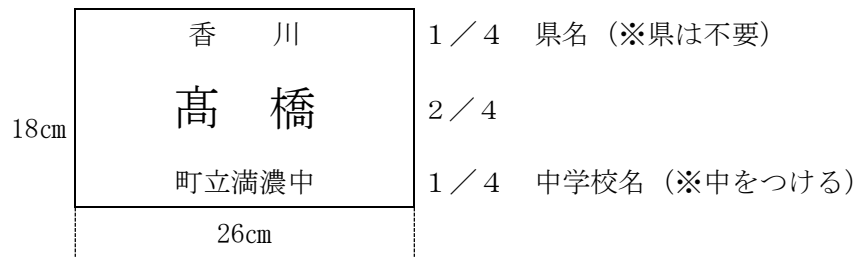 香　川　１／４　県名（※県は不要）
髙　橋　２／４
18㎝
町立満濃中　１／４　中学校名（※中をつける）
26㎝